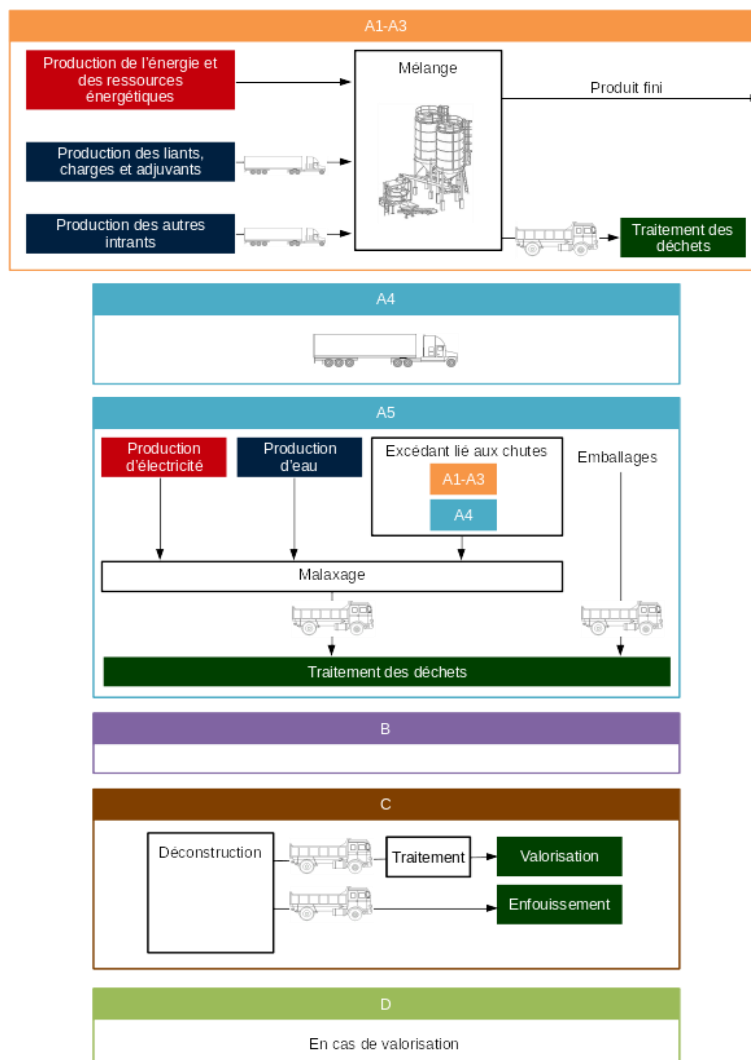 A1-A3
Production de l'énergie et
des ressources
énergétiques
Mélange
Produit fini
Production des liants,
charges et adjuvants
Production des autres
intrants
Traitement des
déchets
A4
A5
Production
d'électricité
Production
d'eau
Excédant lié aux chutes
A1-A3
A4
Emballages
Malaxage
Traitement des déchets
B
C
Déconstruction
Traitement
Valorisation
Enfouissement
D
En cas de valorisation